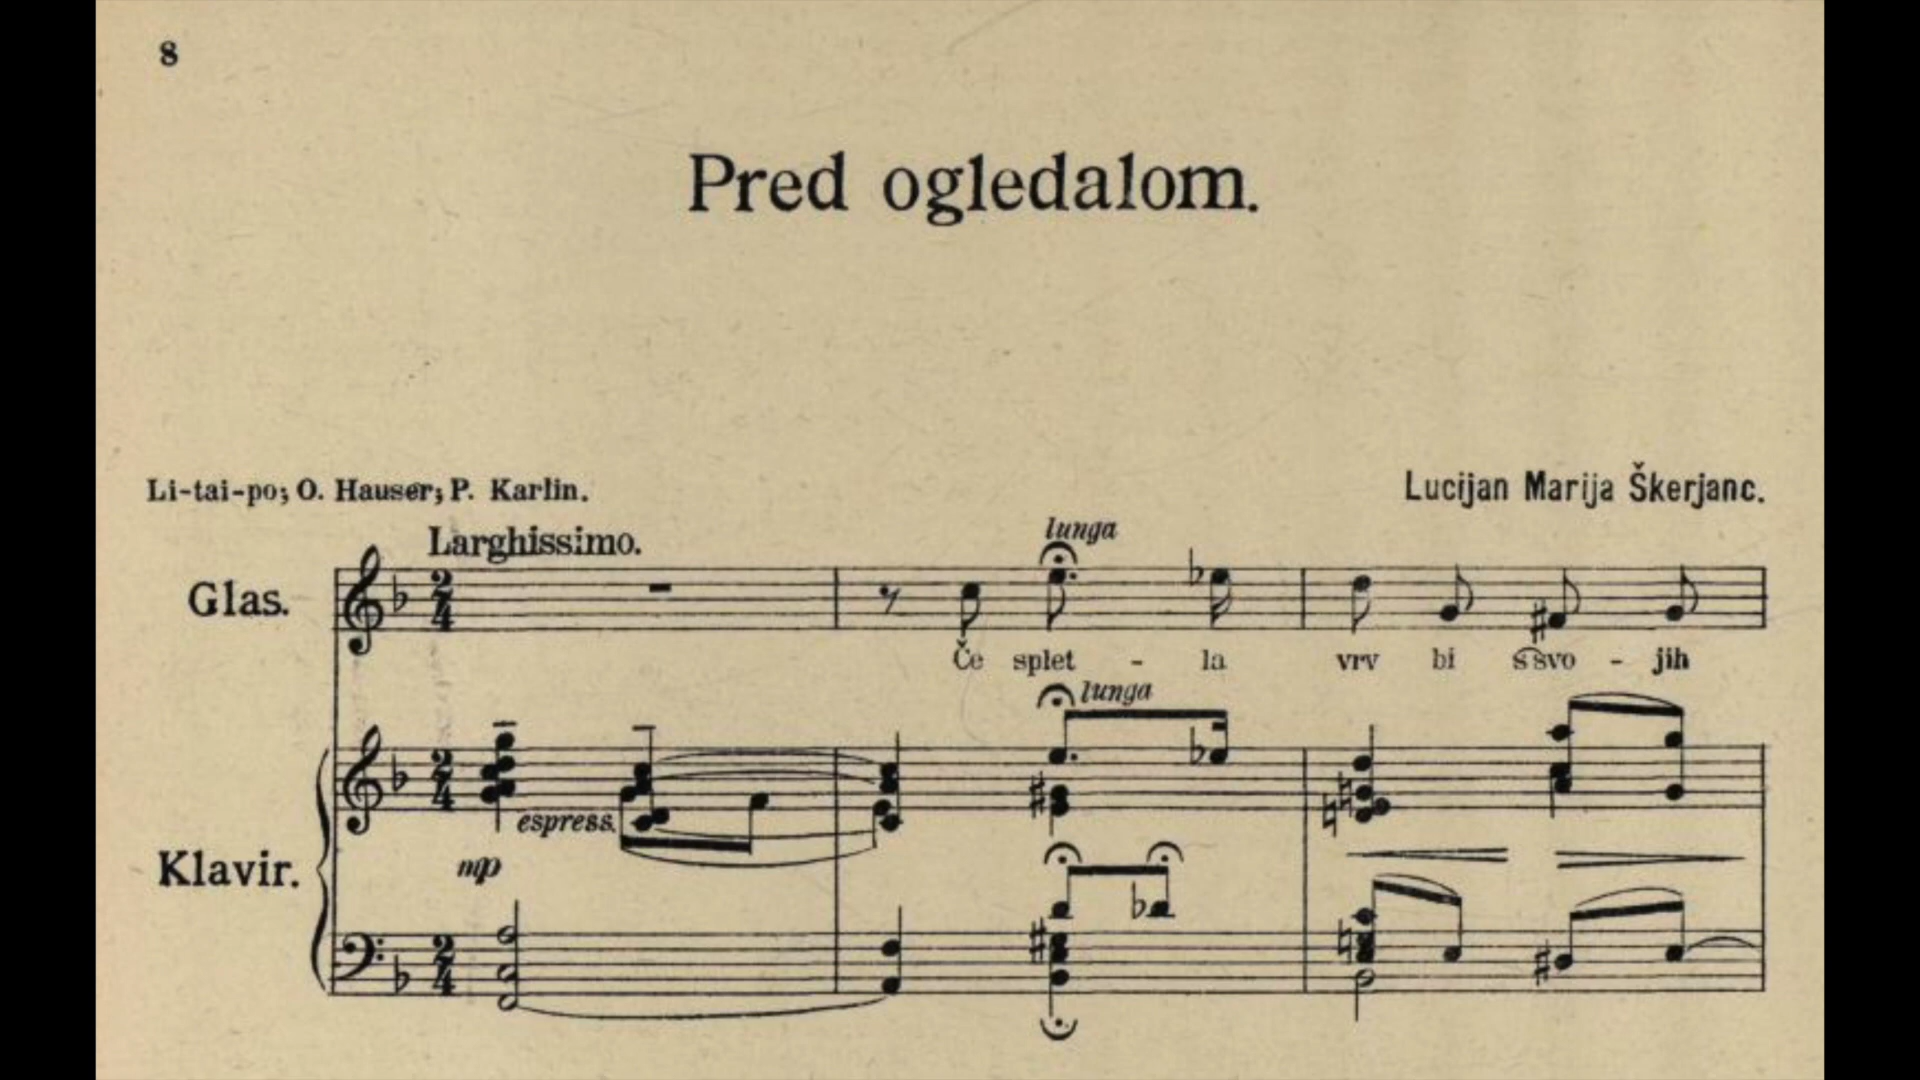 8
Pred ogledalom.
Li-tai-po; O. Hauser; P. Karlin.
Lucijan Marija Škerjanc.
Larghissimo.
lunga
Glas.
Če splet - la vrv bi s svo - jih
lunga
espress.
Klavir.
mp